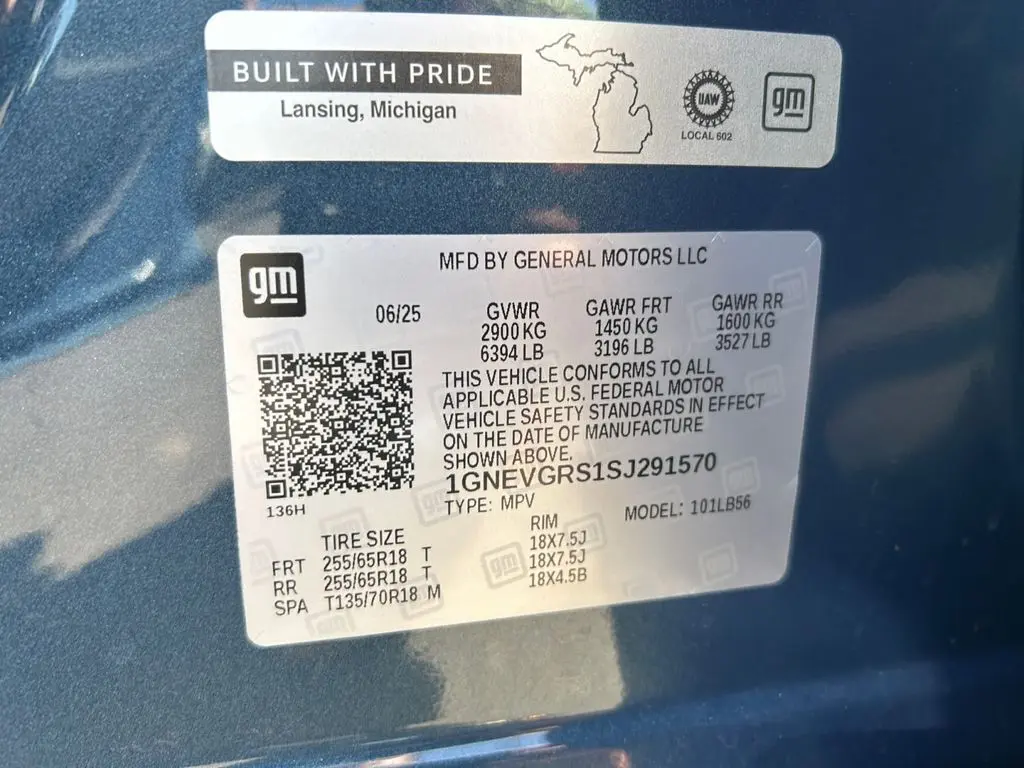 BUILT WITH PRIDE
Lansing, Michigan
UAW
LOCAL 602
gm
gm
MFD BY GENERAL MOTORS LLC
06/25
GVWR GAWR FRT GAWR RR
2900 KG 1450 KG 1600 KG
6394 LB 3196 LB 3527 LB
THIS VEHICLE CONFORMS TO ALL
APPLICABLE U.S. FEDERAL MOTOR
VEHICLE SAFETY STANDARDS IN EFFECT
ON THE DATE OF MANUFACTURE
SHOWN ABOVE.
1GNEVGRS1SJ291570
TYPE: MPV MODEL: 101LB56
136H
TIRE SIZE RIM
FRT 255/65R18 T 18X7.5J
RR 255/65R18 T 18X7.5J
SPA T135/70R18 M 18X4.5B
gm